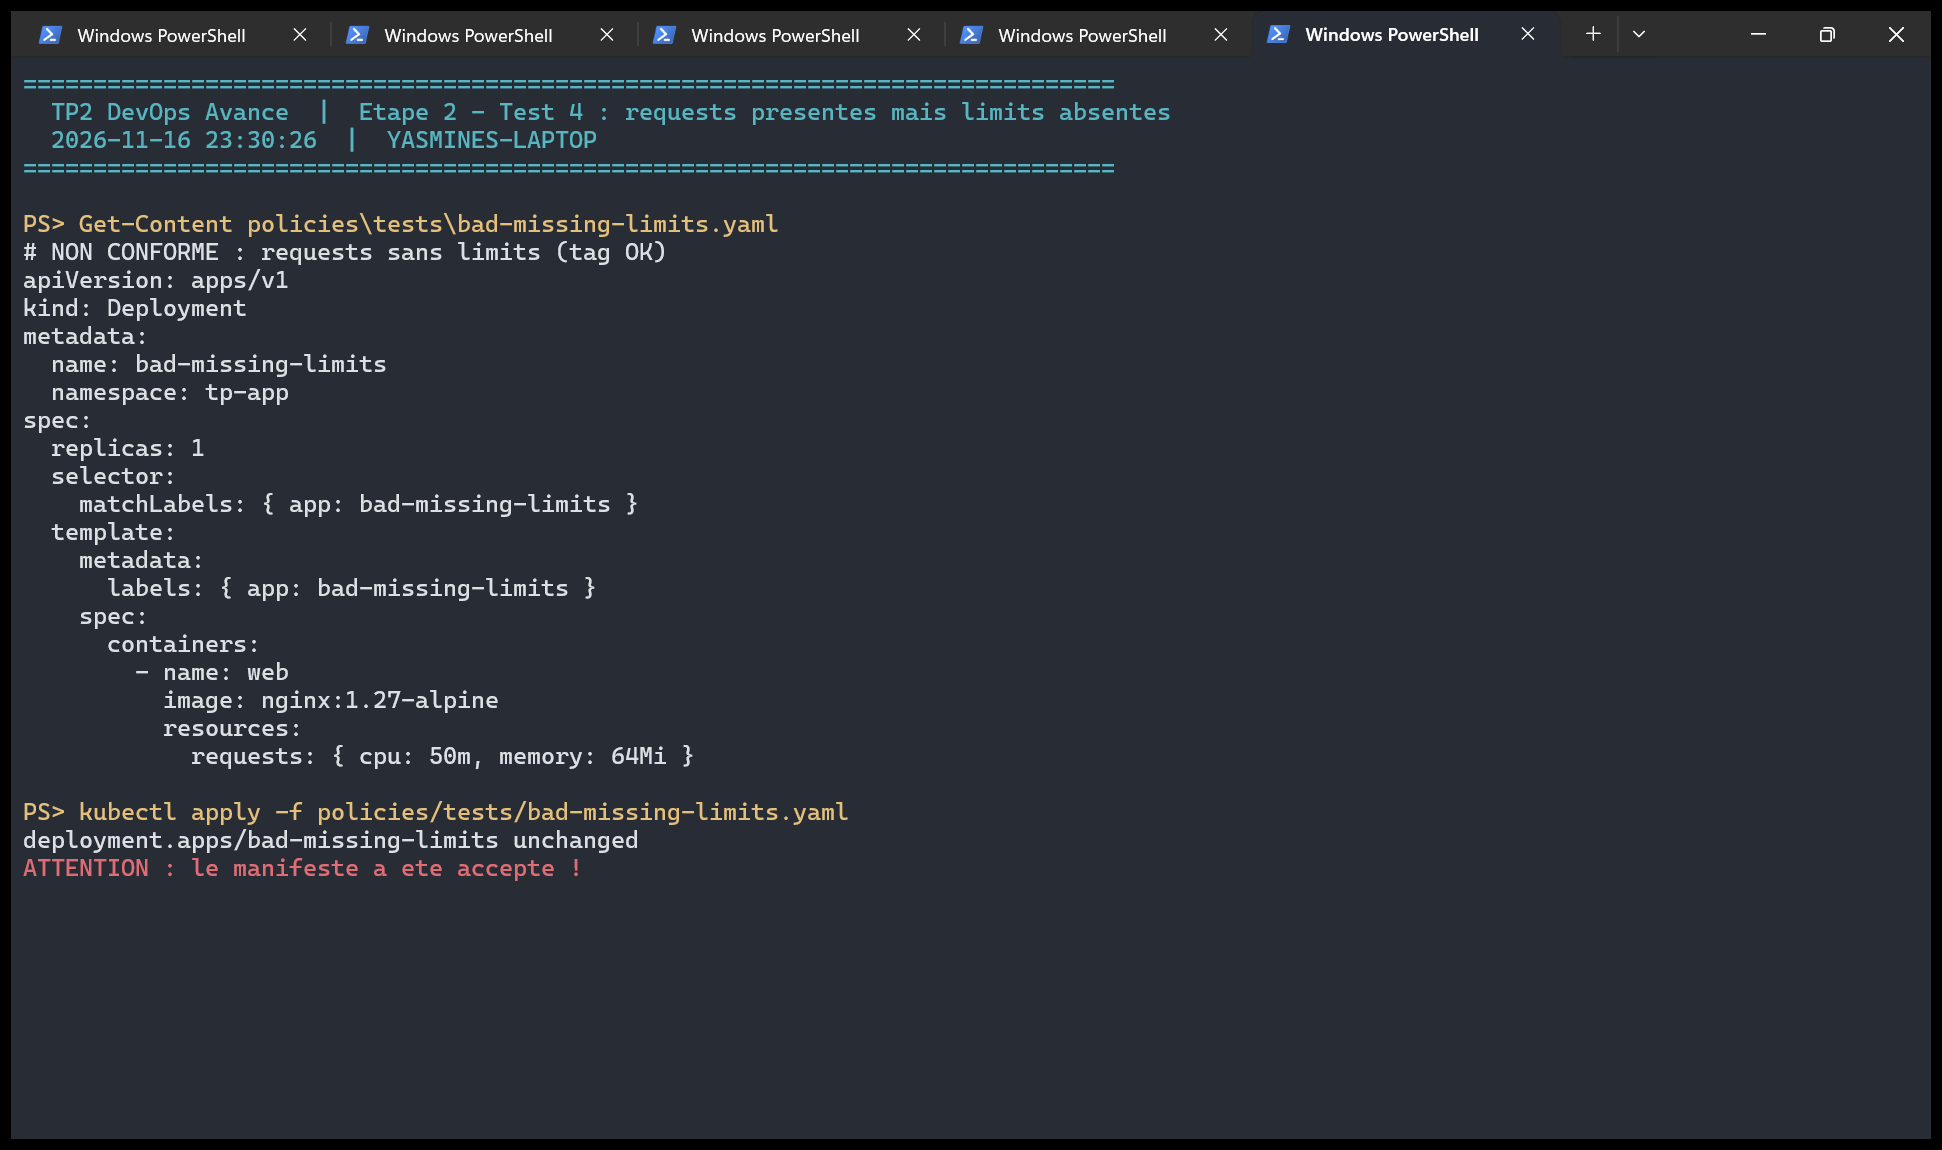 Windows PowerShell Windows PowerShell Windows PowerShell Windows PowerShell Windows PowerShell
==============================================================================
  TP2 DevOps Avance  |  Etape 2 - Test 4 : requests presentes mais limits absentes
  2026-11-16 23:30:26  |  YASMINES-LAPTOP
==============================================================================
PS> Get-Content policies\tests\bad-missing-limits.yaml
# NON CONFORME : requests sans limits (tag OK)
apiVersion: apps/v1
kind: Deployment
metadata:
  name: bad-missing-limits
  namespace: tp-app
spec:
  replicas: 1
  selector:
    matchLabels: { app: bad-missing-limits }
  template:
    metadata:
      labels: { app: bad-missing-limits }
    spec:
      containers:
        - name: web
          image: nginx:1.27-alpine
          resources:
            requests: { cpu: 50m, memory: 64Mi }
PS> kubectl apply -f policies/tests/bad-missing-limits.yaml
deployment.apps/bad-missing-limits unchanged
ATTENTION : le manifeste a ete accepte !